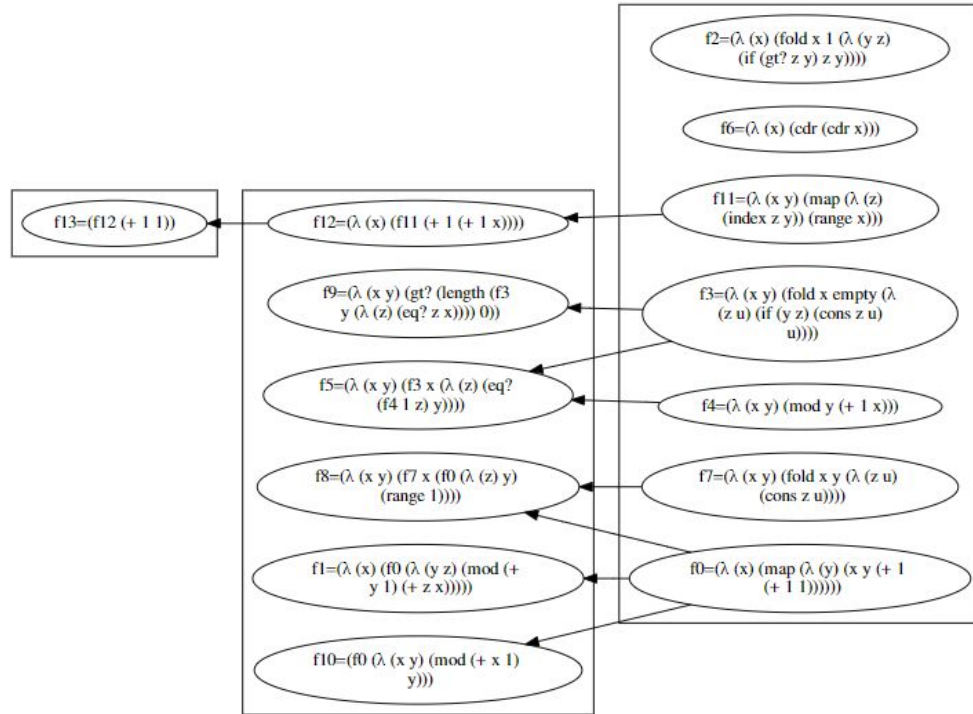 f13=(f12 (+ 1 1))
f12=(λ (x) (f11 (+ 1 (+ 1 x))))
f9=(λ (x y) (gt? (length (f3
y (λ (z) (eq? z x)))) 0))
f5=(λ (x y) (f3 x (λ (z) (eq?
(f4 1 z) y))))
f8=(λ (x y) (f7 x (f0 (λ (z) y)
(range 1))))
f1=(λ (x) (f0 (λ (y z) (mod (+
y 1) (+ z x)))))
f10=(f0 (λ (x y) (mod (+ x 1)
y)))
f2=(λ (x) (fold x 1 (λ (y z)
(if (gt? z y) z y))))
f6=(λ (x) (cdr (cdr x)))
f11=(λ (x y) (map (λ (z)
(index z y)) (range x)))
f3=(λ (x y) (fold x empty (λ
(z u) (if (y z) (cons z u)
u))))
f4=(λ (x y) (mod y (+ 1 x)))
f7=(λ (x y) (fold x y (λ (z u)
(cons z u))))
f0=(λ (x) (map (λ (y) (x y (+ 1
(+ 1 1))))))